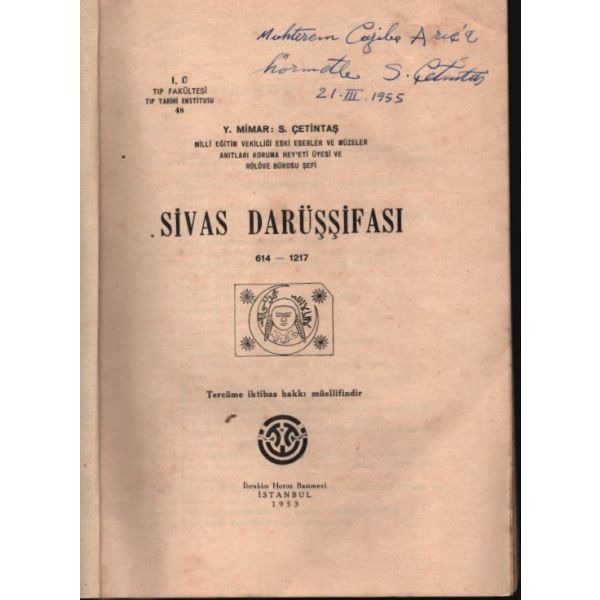 Muhterem Cazibe Arıç'a
hörmetle S. Çetintaş
21.III.1955
I. Ü
TIP FAKÜLTESİ
TIP TARİHİ ENSTİTÜSÜ
48
Y. MİMAR: S. ÇETİNTAŞ
MİLLİ EĞİTİM VEKİLLİĞİ ESKİ ESERLER VE MÜZELER
ANITLARI KORUMA HEY'ETİ ÜYESİ VE
RÖLÖVE BÜROSU ŞEFİ
SİVAS DARÜŞŞİFASI
614 — 1217
Tercüme iktibas hakkı müellifindir
İbrahim Horoz Basımevi
İSTANBUL
1953